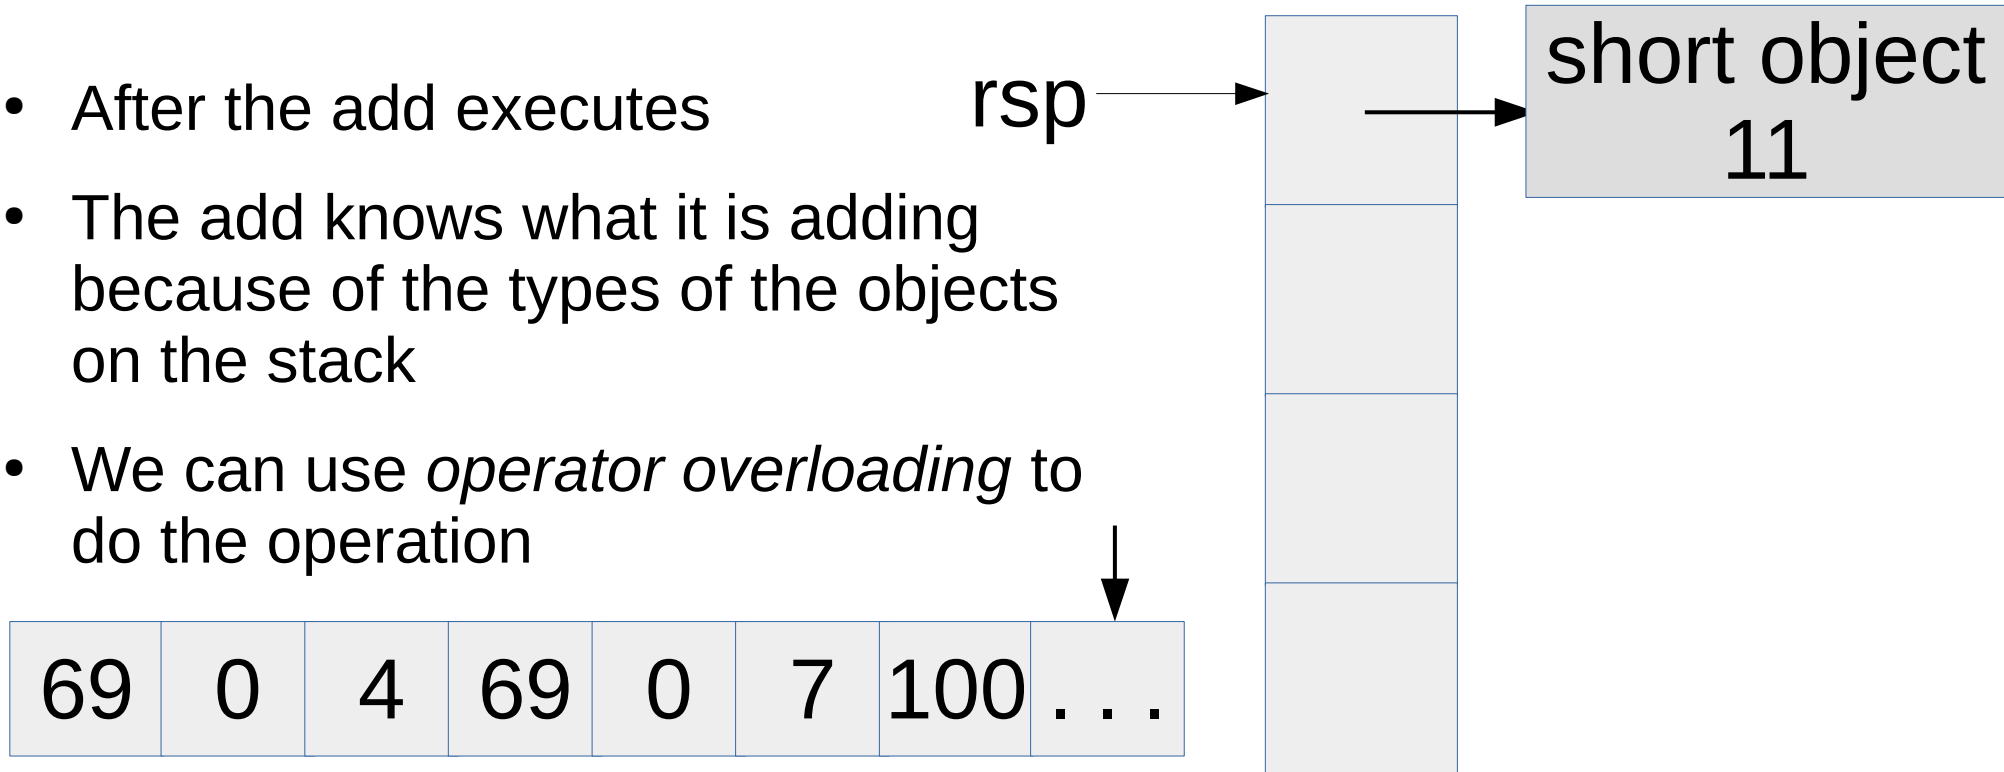 • After the add executes
• The add knows what it is adding
because of the types of the objects
on the stack
• We can use operator overloading to
do the operation
rsp
short object
11
69 0 4 69 0 7 100 . . .